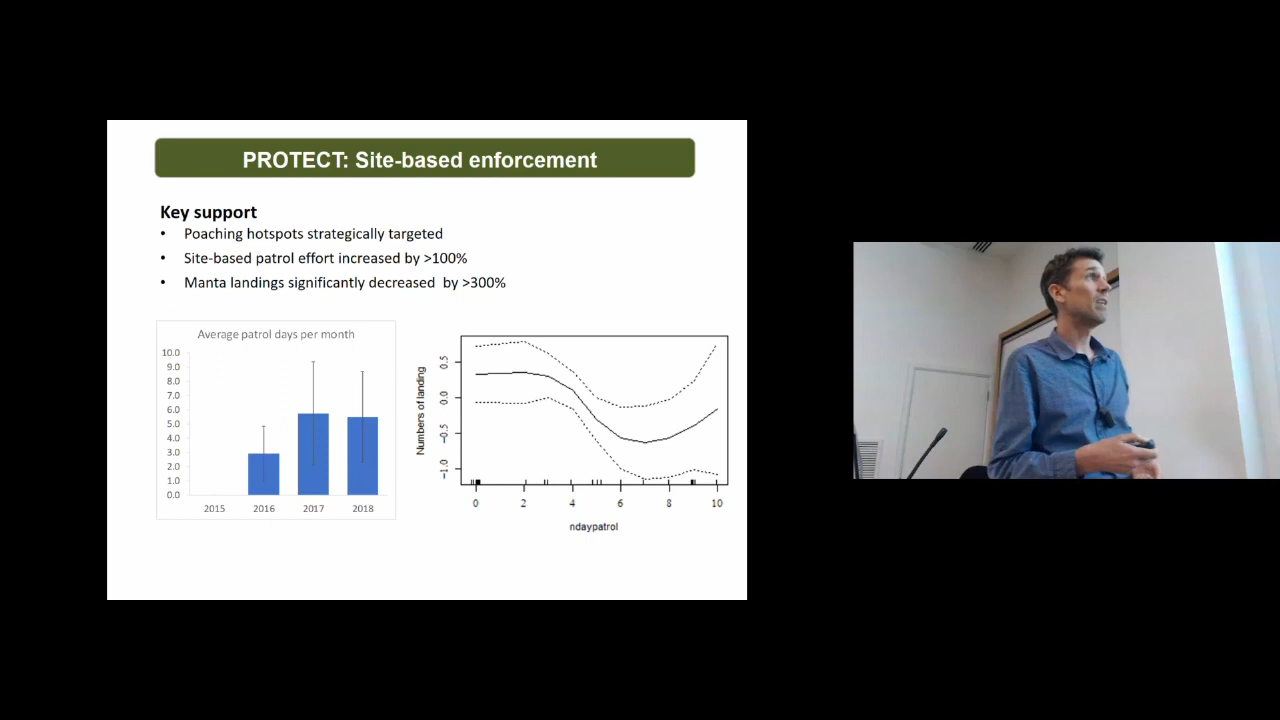 PROTECT: Site-based enforcement
Key support
• Poaching hotspots strategically targeted
• Site-based patrol effort increased by >100%
• Manta landings significantly decreased  by >300%
Average patrol days per month
10.0
9.0
8.0
7.0
6.0
5.0
4.0
3.0
2.0
1.0
0.0
2015 2016 2017 2018
Numbers of landing
0.5
0.0
−0.5
−1.0
0 2 4 6 8 10
ndaypatrol